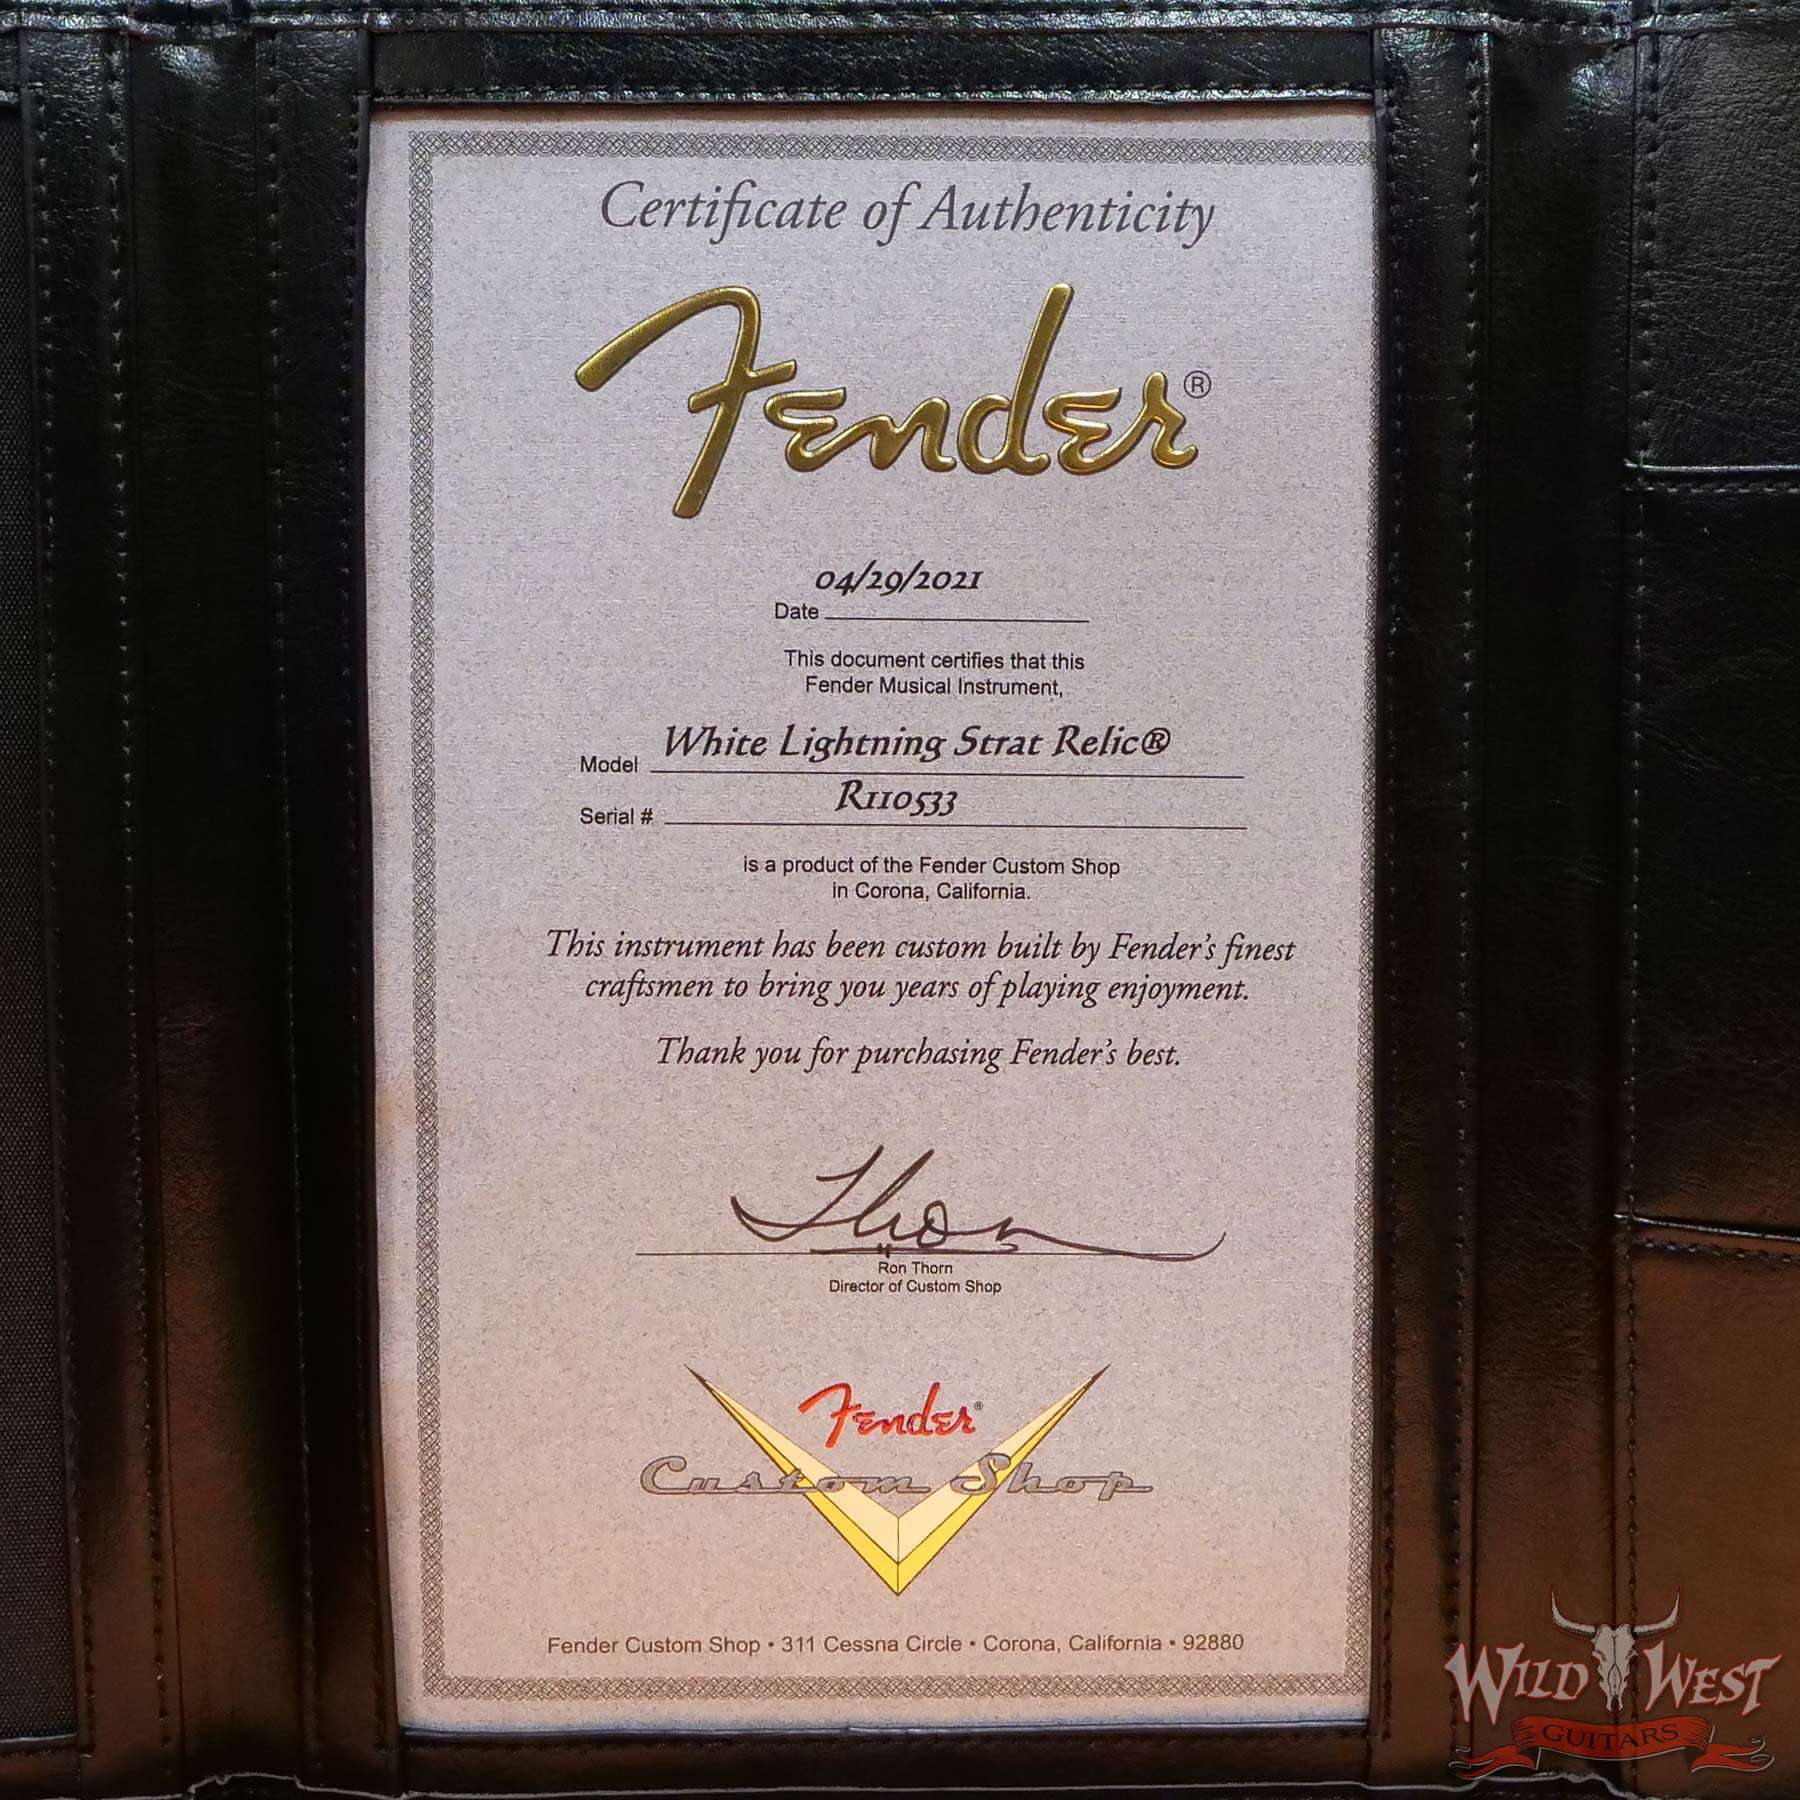 Certificate of Authenticity
Fender®
04/29/2021
Date
This document certifies that this
Fender Musical Instrument,
White Lightning Strat Relic®
Model
R110533
Serial #
is a product of the Fender Custom Shop
in Corona, California.
This instrument has been custom built by Fender's finest
craftsmen to bring you years of playing enjoyment.
Thank you for purchasing Fender's best.
Thorn
Ron Thorn
Director of Custom Shop
Fender®
Custom Shop
Fender Custom Shop • 311 Cessna Circle • Corona, California • 92880
WILD WEST
GUITARS